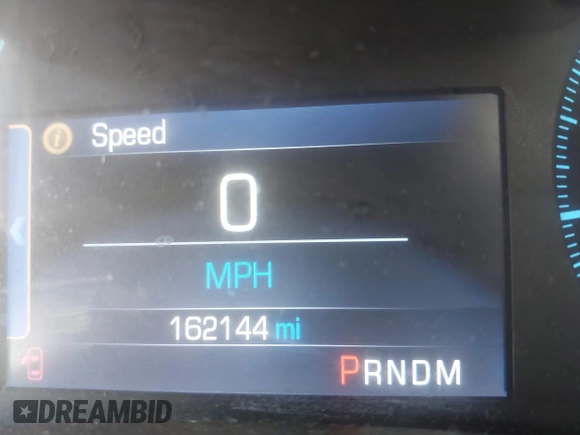 i Speed
0
MPH
162144 mi
PRNDM
DREAMBID